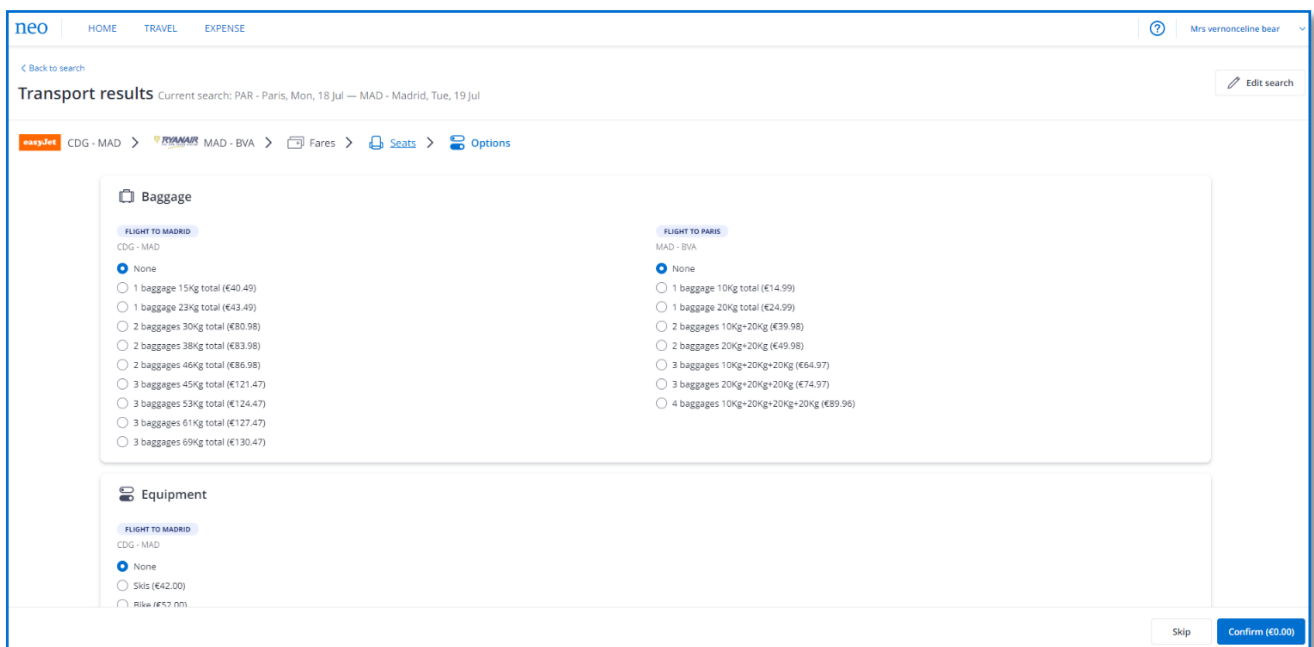 neo HOME TRAVEL EXPENSE Mrs vernonceline bear
Back to search
Transport results Current search: PAR - Paris, Mon, 18 Jul — MAD - Madrid, Tue, 19 Jul
Edit search
easyJet CDG - MAD RYANAIR MAD - BVA Fares Seats Options
Baggage
FLIGHT TO MADRID
CDG - MAD
None
1 baggage 15Kg total (€40.49)
1 baggage 23Kg total (€43.49)
2 baggages 30Kg total (€80.98)
2 baggages 38Kg total (€83.98)
2 baggages 46Kg total (€86.98)
3 baggages 45Kg total (€121.47)
3 baggages 53Kg total (€124.47)
3 baggages 61Kg total (€127.47)
3 baggages 69Kg total (€130.47)
FLIGHT TO PARIS
MAD - BVA
None
1 baggage 10Kg total (€14.99)
1 baggage 20Kg total (€24.99)
2 baggages 10Kg+20Kg (€39.98)
2 baggages 20Kg+20Kg (€49.98)
3 baggages 10Kg+20Kg+20Kg (€64.97)
3 baggages 20Kg+20Kg+20Kg (€74.97)
4 baggages 10Kg+20Kg+20Kg+20Kg (€89.96)
Equipment
FLIGHT TO MADRID
CDG - MAD
None
Skis (€42.00)
Bike (€52.00)
Skip Confirm (€0.00)